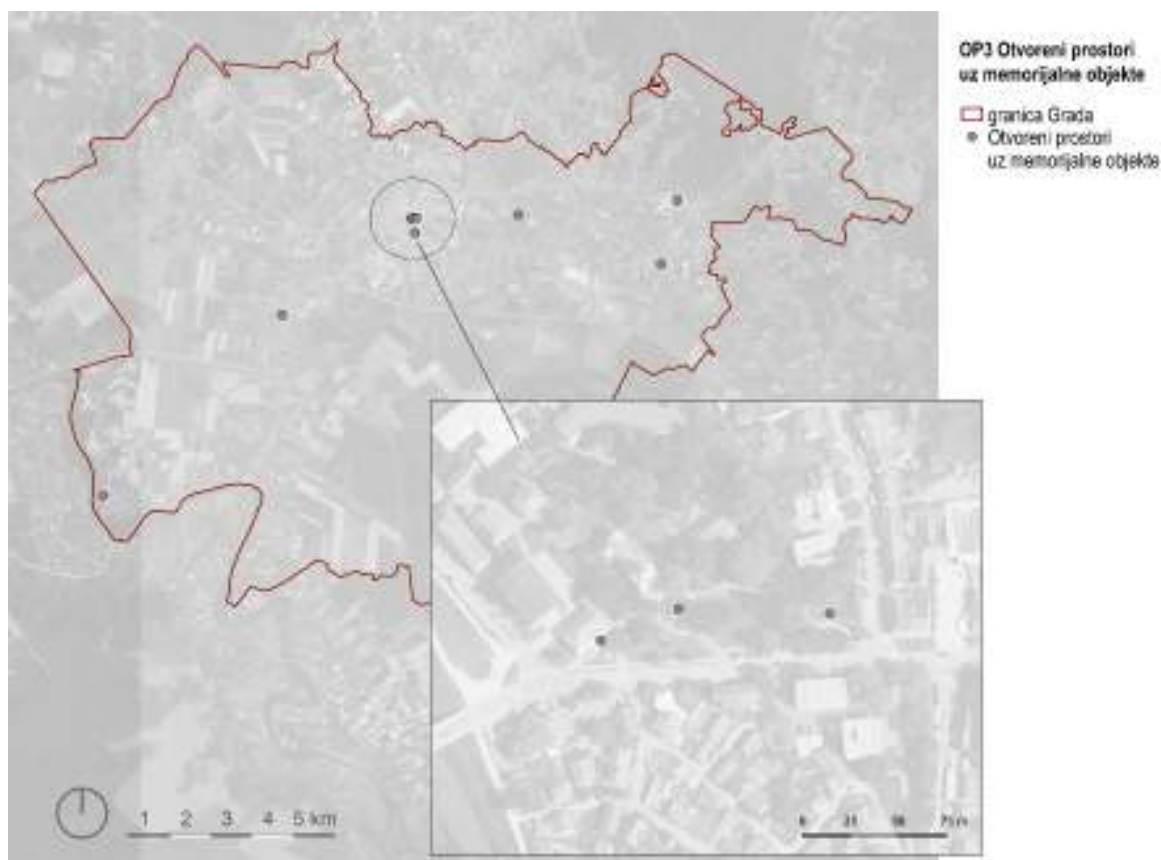 OP3 Otvoreni prostori
uz memorijalne objekte
granica Grada
Otvoreni prostori
uz memorijalne objekte
1 2 3 4 5 km